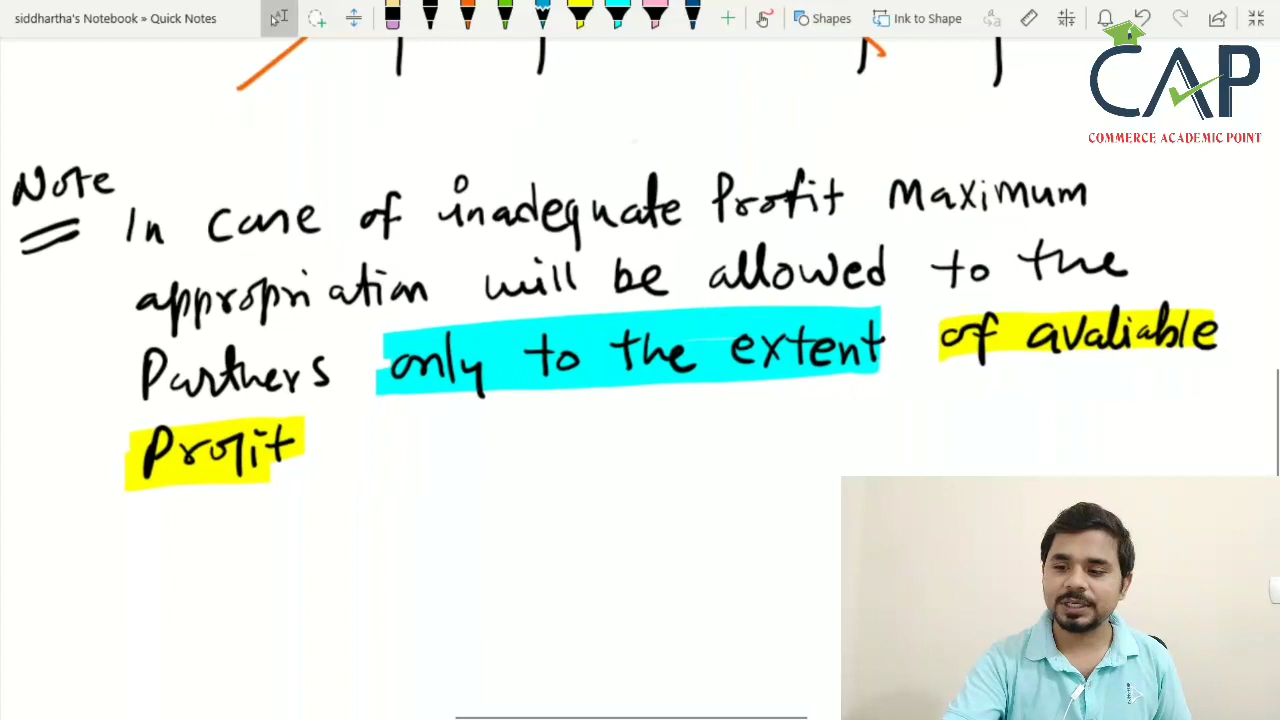 siddhartha's Notebook » Quick Notes
Shapes
Ink to Shape
CAP
COMMERCE ACADEMIC POINT
Note
In case of inadequate Profit Maximum
appropriation will be allowed to the
Partners only to the extent of avaliable
Profit